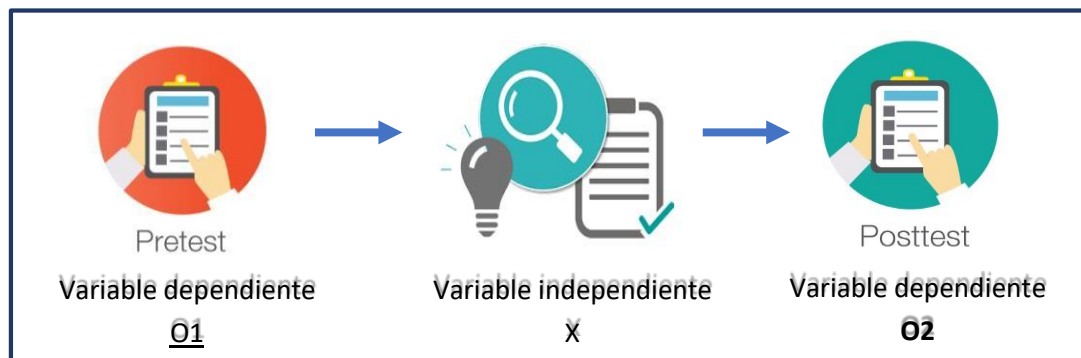 Pretest
Variable dependiente
O1
Variable independiente
X
Posttest
Variable dependiente
O2